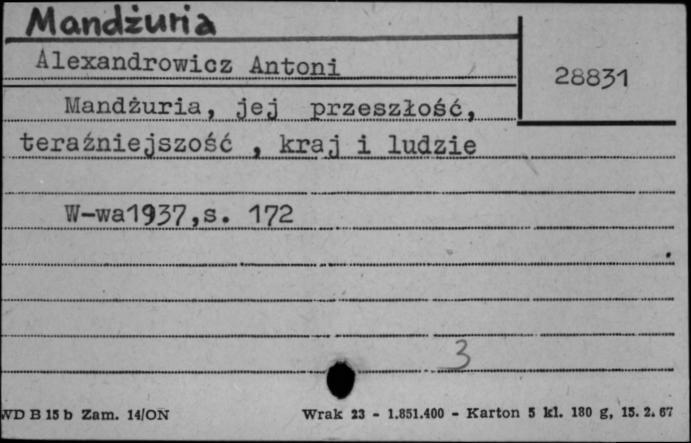 Mandżuria
Alexandrowicz Antoni
28831
Mandżuria, jej przeszłość,
teraźniejszość , kraj i ludzie
W-wa1937,s. 172
3
WD B 15 b Zam. 14/ON
Wrak 23 - 1.851.400 - Karton 5 kl. 180 g, 15. 2. 67